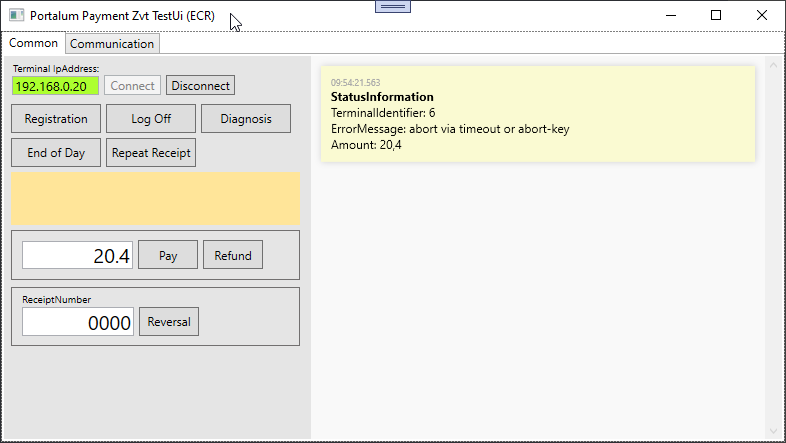 Portalum Payment Zvt TestUi (ECR)
Common Communication
Terminal IpAddress:
192.168.0.20 Connect Disconnect
Registration Log Off Diagnosis
End of Day Repeat Receipt
20.4 Pay Refund
ReceiptNumber
0000 Reversal
09:54:21.563
StatusInformation
TerminalIdentifier: 6
ErrorMessage: abort via timeout or abort-key
Amount: 20,4